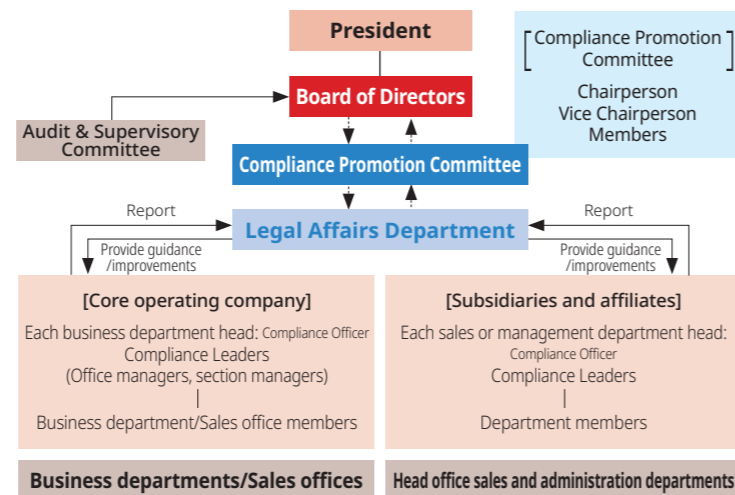 President
Board of Directors
Audit & Supervisory
Committee
Compliance Promotion Committee
[Compliance Promotion
Committee]
Chairperson
Vice Chairperson
Members
Legal Affairs Department
Report
Provide guidance
/improvements
Report
Provide guidance
/improvements
[Core operating company]
Each business department head: Compliance Officer
Compliance Leaders
(Office managers, section managers)
Business department/Sales office members
Business departments/Sales offices
[Subsidiaries and affiliates]
Each sales or management department head:
Compliance Officer
Compliance Leaders
Department members
Head office sales and administration departments